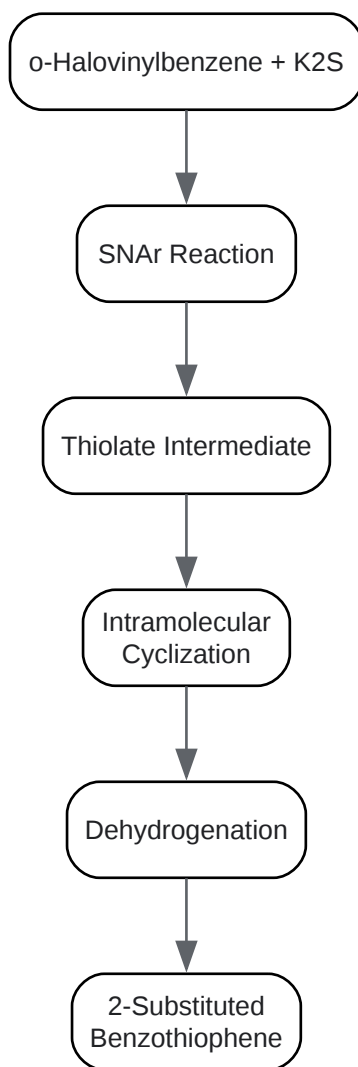 o-Halovinylbenzene + K2S
SNAr Reaction
Thiolate Intermediate
Intramolecular
Cyclization
Dehydrogenation
2-Substituted
Benzothiophene